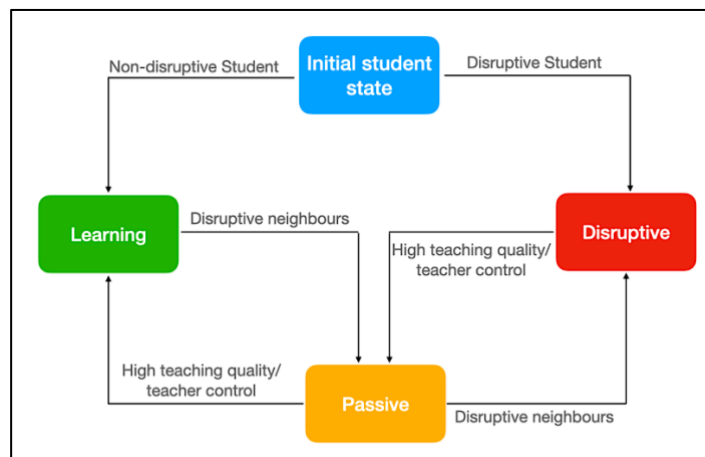 Non-disruptive Student
Initial student
state
Disruptive Student
Learning
Disruptive neighbours
High teaching quality/
teacher control
Disruptive
High teaching quality/
teacher control
Passive
Disruptive neighbours